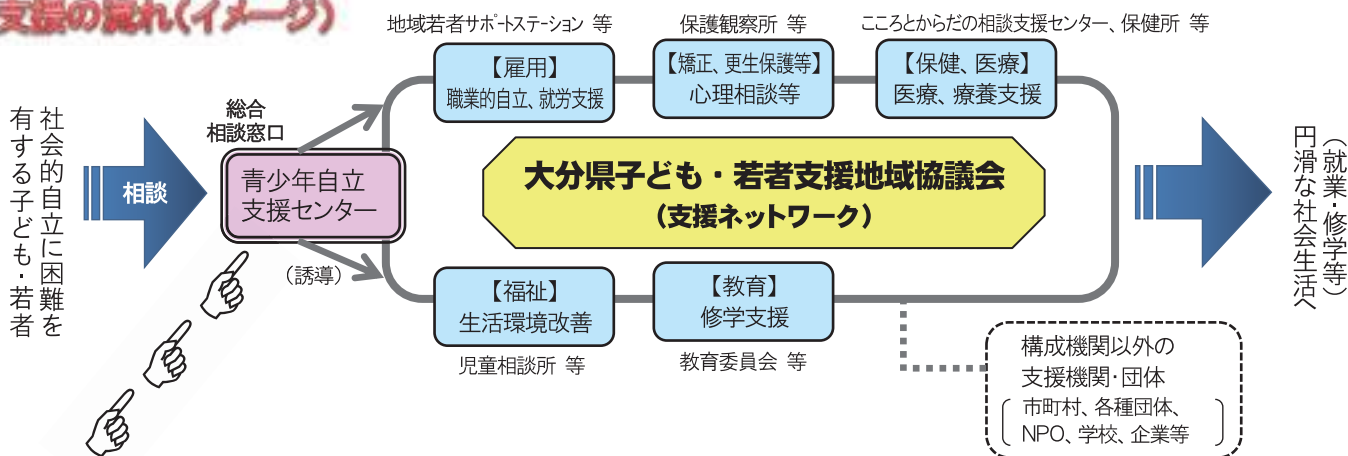 支援の流れ(イメージ)
社会的自立に困難を
有する子ども・若者
相談
総合
相談窓口
青少年自立
支援センター
(誘導)
地域若者サポートステーション 等
【雇用】
職業的自立、就労支援
保護観察所 等
【矯正、更生保護等】
心理相談等
こころとからだの相談支援センター、保健所 等
【保健、医療】
医療、療養支援
大分県子ども・若者支援地域協議会
(支援ネットワーク)
【福祉】
生活環境改善
児童相談所 等
【教育】
修学支援
教育委員会 等
構成機関以外の
支援機関・団体
市町村、各種団体、
NPO、学校、企業等
(就業・修学等)
円滑な社会生活へ